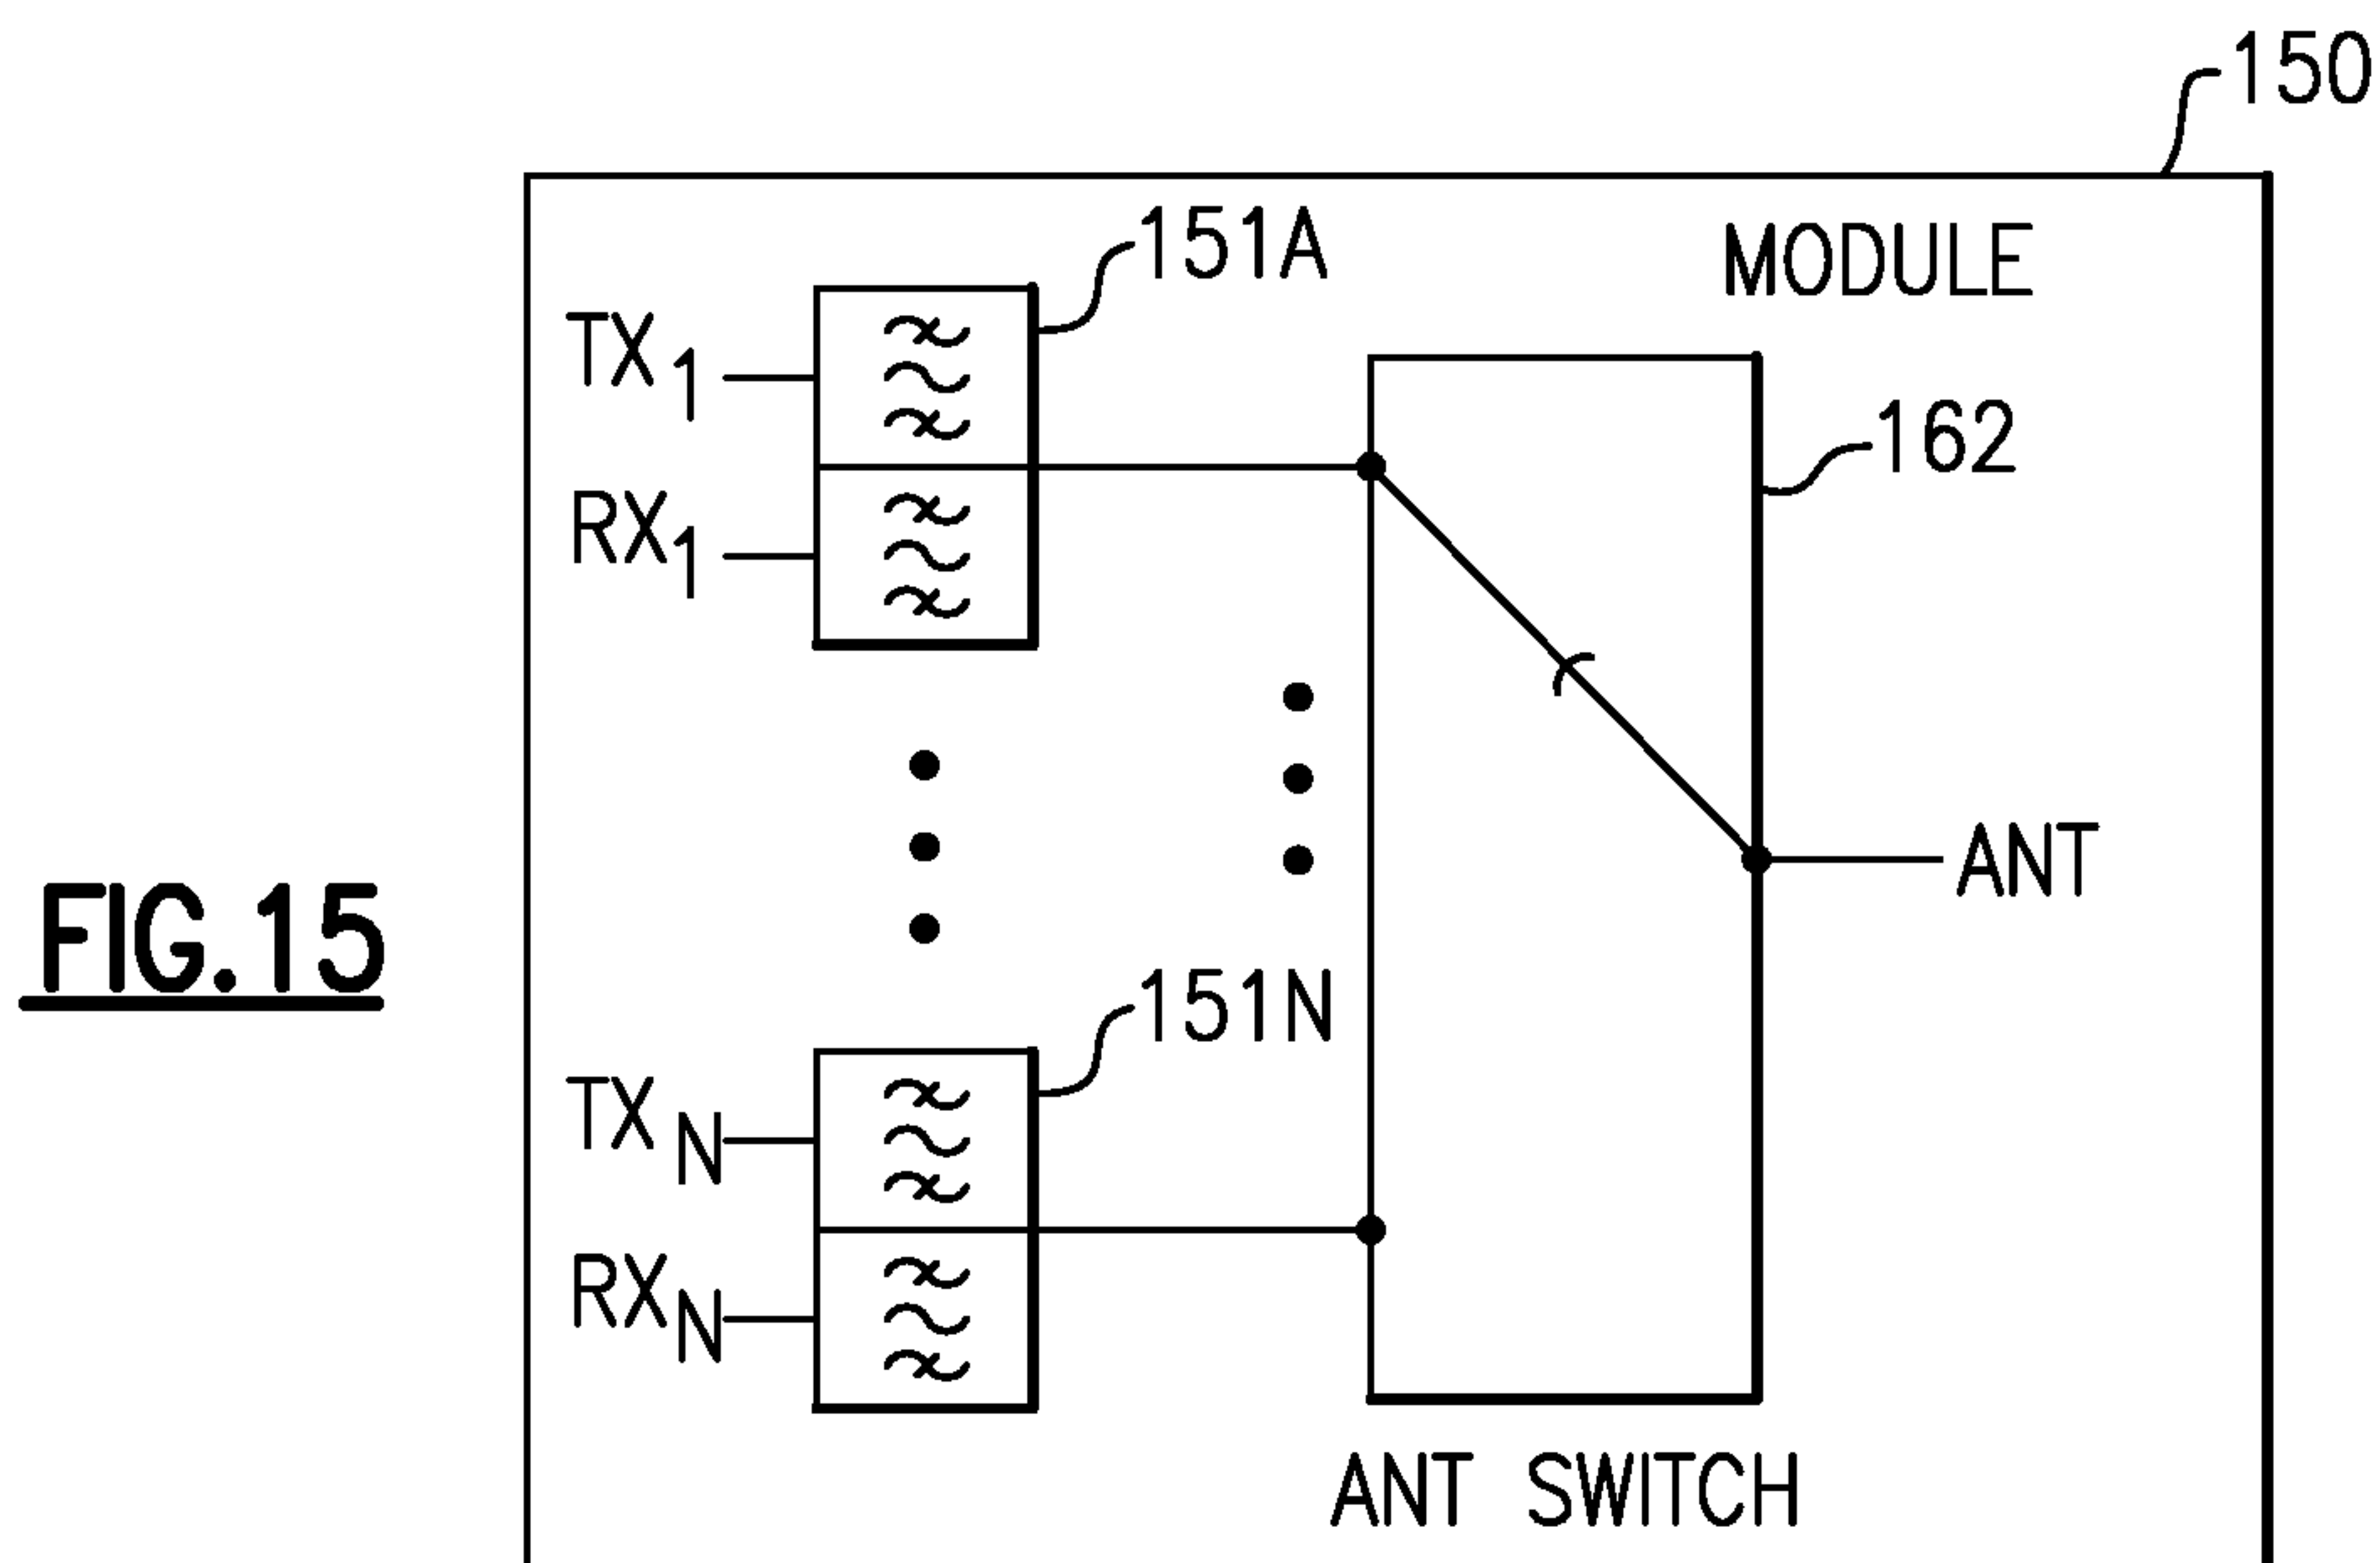 150
151A
MODULE
TX1
162
RX1
ANT
FIG.15
151N
TXN
RXN
ANT SWITCH